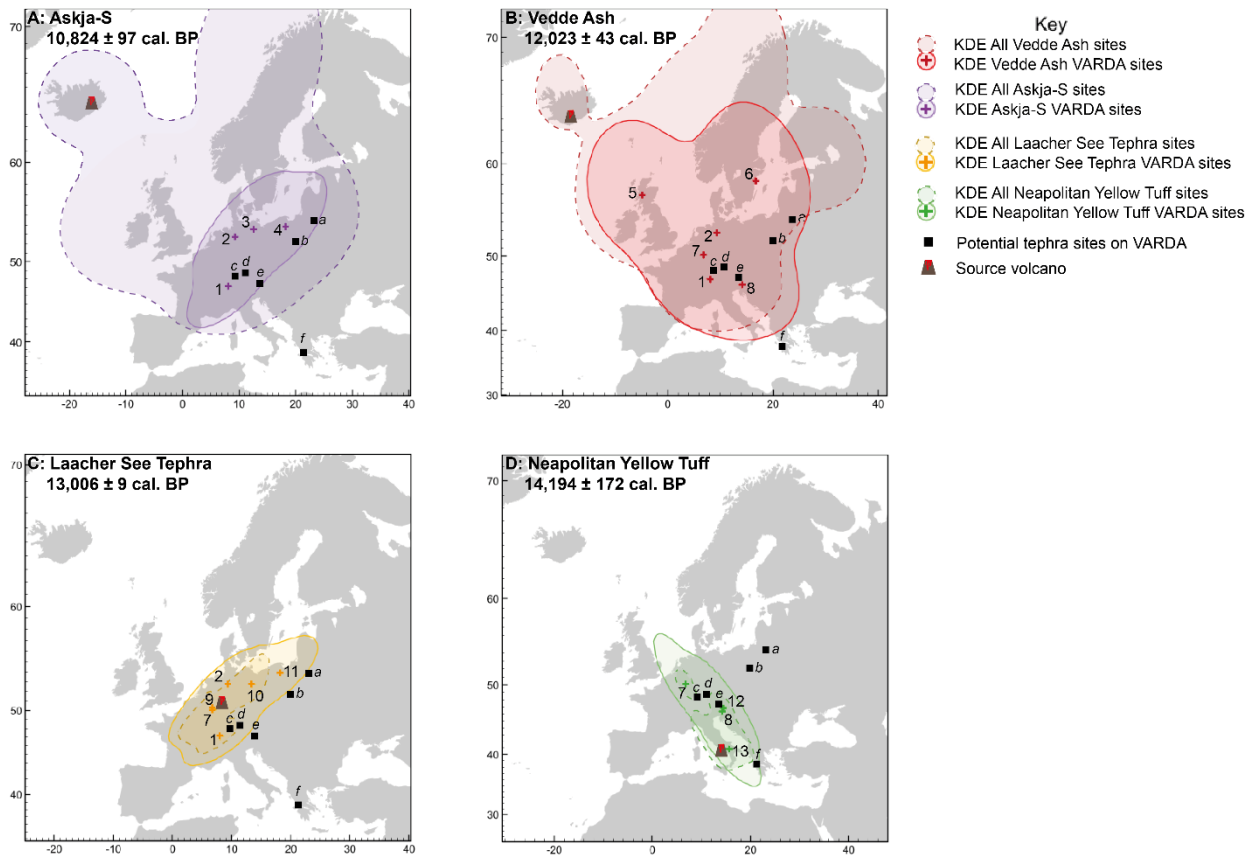 A: Askja-S
10,824 ± 97 cal. BP
70
60
50
40
-20
-10
0
10
20
30
40
1
2
3
4
a
b
c
d
e
f
B: Vedde Ash
12,023 ± 43 cal. BP
70
60
50
40
30
-20
0
20
40
5
6
2
7
1
8
a
b
c
d
e
f
Key
KDE All Vedde Ash sites
KDE Vedde Ash VARDA sites
KDE All Askja-S sites
KDE Askja-S VARDA sites
KDE All Laacher See Tephra sites
KDE Laacher See Tephra VARDA sites
KDE All Neapolitan Yellow Tuff sites
KDE Neapolitan Yellow Tuff VARDA sites
Potential tephra sites on VARDA
Source volcano
C: Laacher See Tephra
13,006 ± 9 cal. BP
70
60
50
40
-20
-10
0
10
20
30
40
2
9
7
1
10
11
a
b
c
d
e
f
D: Neapolitan Yellow Tuff
14,194 ± 172 cal. BP
70
60
50
40
30
-20
0
20
40
7
12
8
13
a
b
c
d
e
f